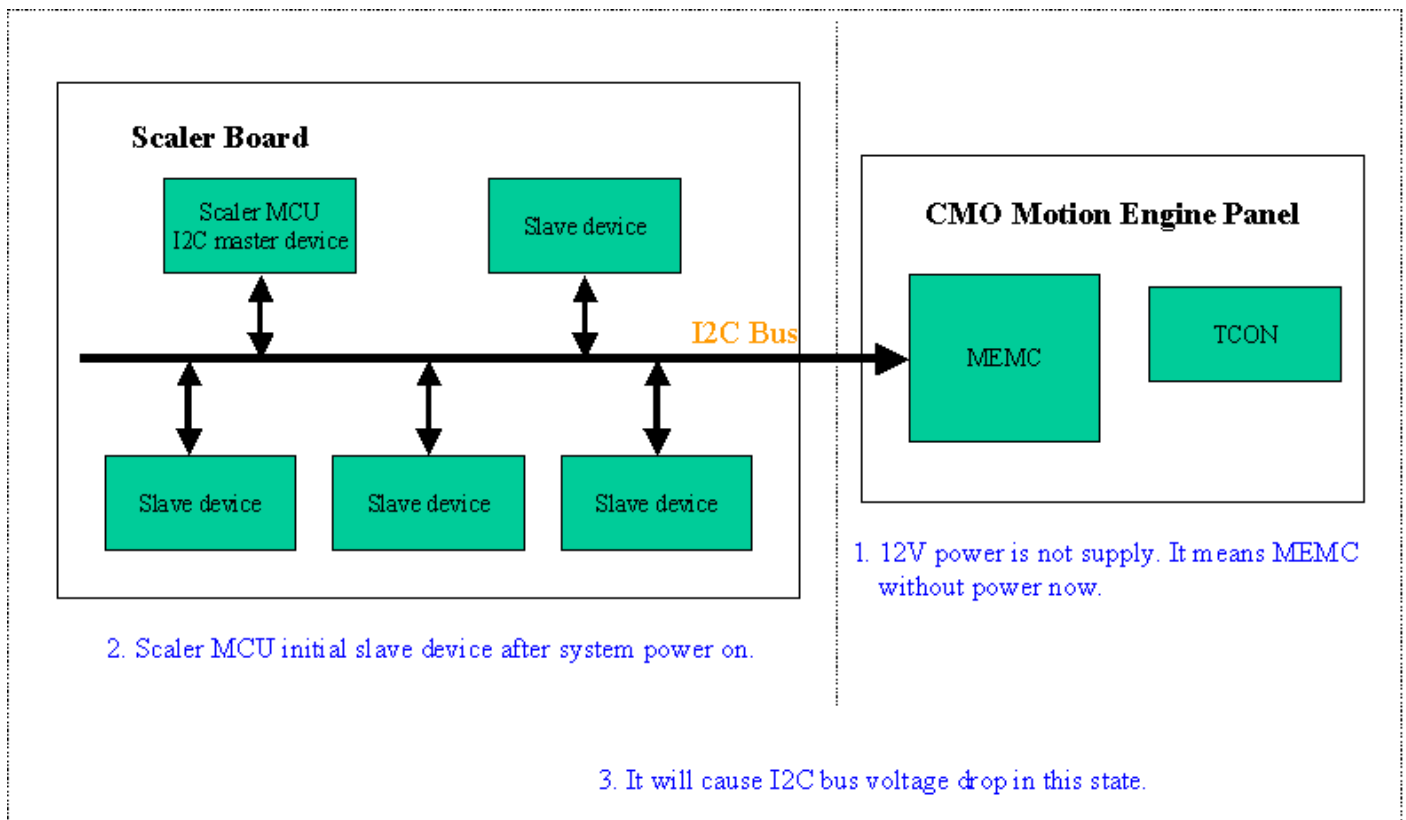 Scaler Board
Scaler MCU
I2C master device
Slave device
I2C Bus
Slave device
Slave device
Slave device
CMO Motion Engine Panel
MEMC
TCON
1. 12V power is not supply. It means MEMC
without power now.
2. Scaler MCU initial slave device after system power on.
3. It will cause I2C bus voltage drop in this state.